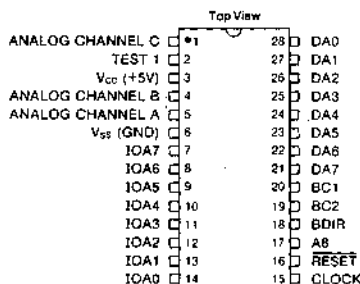 Top View
ANALOG CHANNEL C 1 28 DA0
TEST 1 2 27 DA1
Vcc (+5V) 3 26 DA2
ANALOG CHANNEL B 4 25 DA3
ANALOG CHANNEL A 5 24 DA4
Vss (GND) 6 23 DA5
IOA7 7 22 DA6
IOA6 8 21 DA7
IOA5 9 20 BC1
IOA4 10 19 BC2
IOA3 11 18 BDIR
IOA2 12 17 A8
IOA1 13 16 RESET
IOA0 14 15 CLOCK